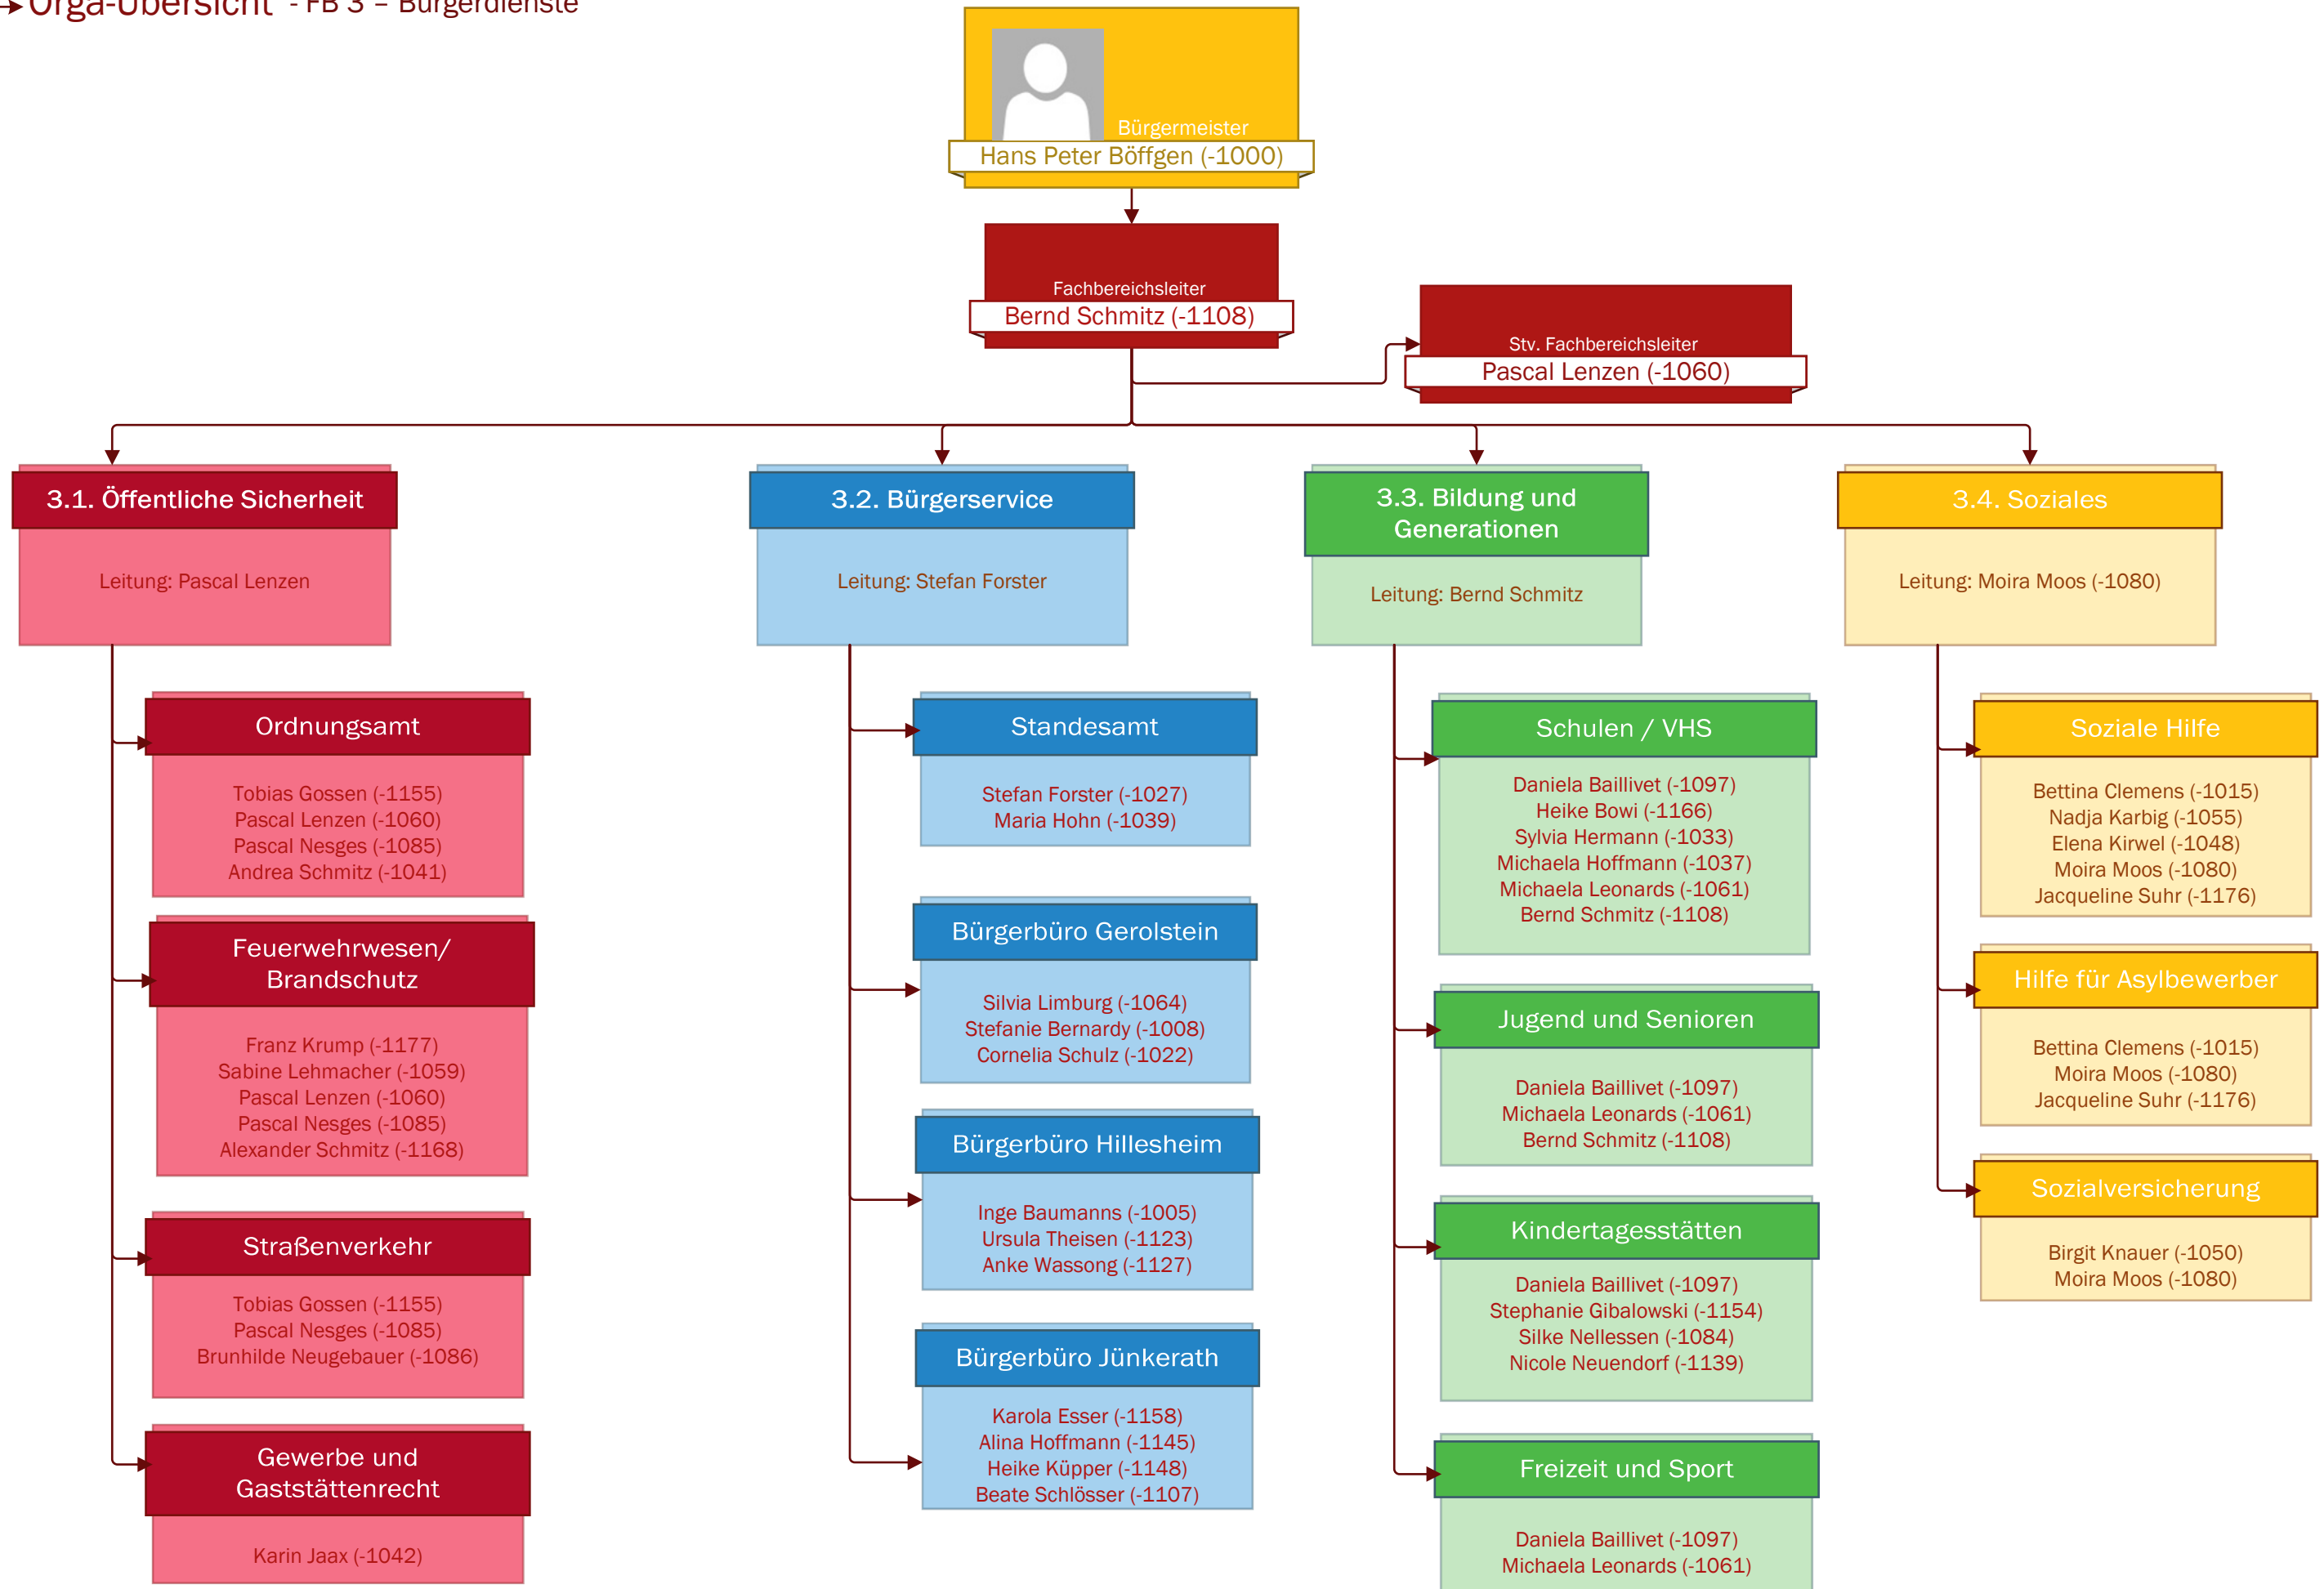 Orga-Übersicht - FB 3 – Bürgerdienste
Bürgermeister
Hans Peter Böffgen (-1000)
Fachbereichsleiter
Bernd Schmitz (-1108)
Stv. Fachbereichsleiter
Pascal Lenzen (-1060)
3.1. Öffentliche Sicherheit
Leitung: Pascal Lenzen
Ordnungsamt
Tobias Gossen (-1155)
Pascal Lenzen (-1060)
Pascal Nesges (-1085)
Andrea Schmitz (-1041)
Feuerwehrwesen/
Brandschutz
Franz Krump (-1177)
Sabine Lehmacher (-1059)
Pascal Lenzen (-1060)
Pascal Nesges (-1085)
Alexander Schmitz (-1168)
Straßenverkehr
Tobias Gossen (-1155)
Pascal Nesges (-1085)
Brunhilde Neugebauer (-1086)
Gewerbe und
Gaststättenrecht
Karin Jaax (-1042)
3.2. Bürgerservice
Leitung: Stefan Forster
Standesamt
Stefan Forster (-1027)
Maria Hohn (-1039)
Bürgerbüro Gerolstein
Silvia Limburg (-1064)
Stefanie Bernardy (-1008)
Cornelia Schulz (-1022)
Bürgerbüro Hillesheim
Inge Baumanns (-1005)
Ursula Theisen (-1123)
Anke Wassong (-1127)
Bürgerbüro Jünkerath
Karola Esser (-1158)
Alina Hoffmann (-1145)
Heike Küpper (-1148)
Beate Schlösser (-1107)
3.3. Bildung und
Generationen
Leitung: Bernd Schmitz
Schulen / VHS
Daniela Baillivet (-1097)
Heike Bowi (-1166)
Sylvia Hermann (-1033)
Michaela Hoffmann (-1037)
Michaela Leonards (-1061)
Bernd Schmitz (-1108)
Jugend und Senioren
Daniela Baillivet (-1097)
Michaela Leonards (-1061)
Bernd Schmitz (-1108)
Kindertagesstätten
Daniela Baillivet (-1097)
Stephanie Gibalowski (-1154)
Silke Nellessen (-1084)
Nicole Neuendorf (-1139)
Freizeit und Sport
Daniela Baillivet (-1097)
Michaela Leonards (-1061)
3.4. Soziales
Leitung: Moira Moos (-1080)
Soziale Hilfe
Bettina Clemens (-1015)
Nadja Karbig (-1055)
Elena Kirwel (-1048)
Moira Moos (-1080)
Jacqueline Suhr (-1176)
Hilfe für Asylbewerber
Bettina Clemens (-1015)
Moira Moos (-1080)
Jacqueline Suhr (-1176)
Sozialversicherung
Birgit Knauer (-1050)
Moira Moos (-1080)